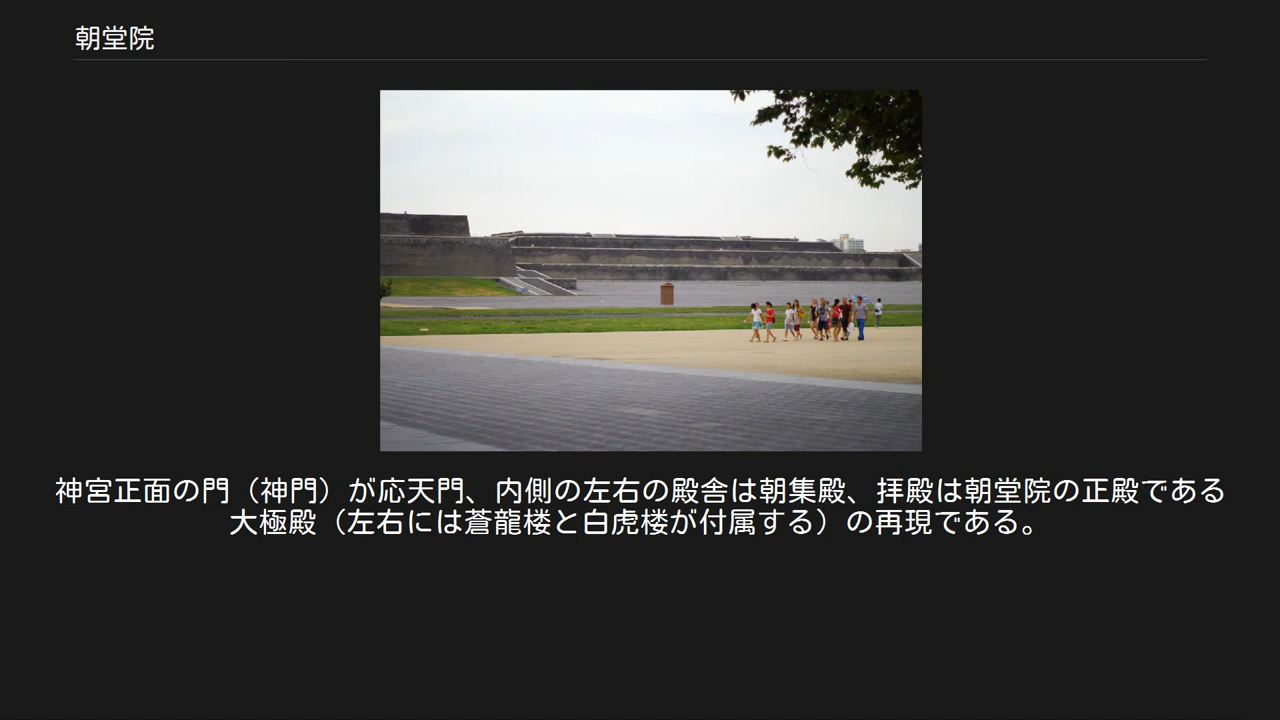 朝堂院
神宮正面の門（神門）が応天門、内側の左右の殿舎は朝集殿、拝殿は朝堂院の正殿である
大極殿（左右には蒼龍楼と白虎楼が付属する）の再現である。